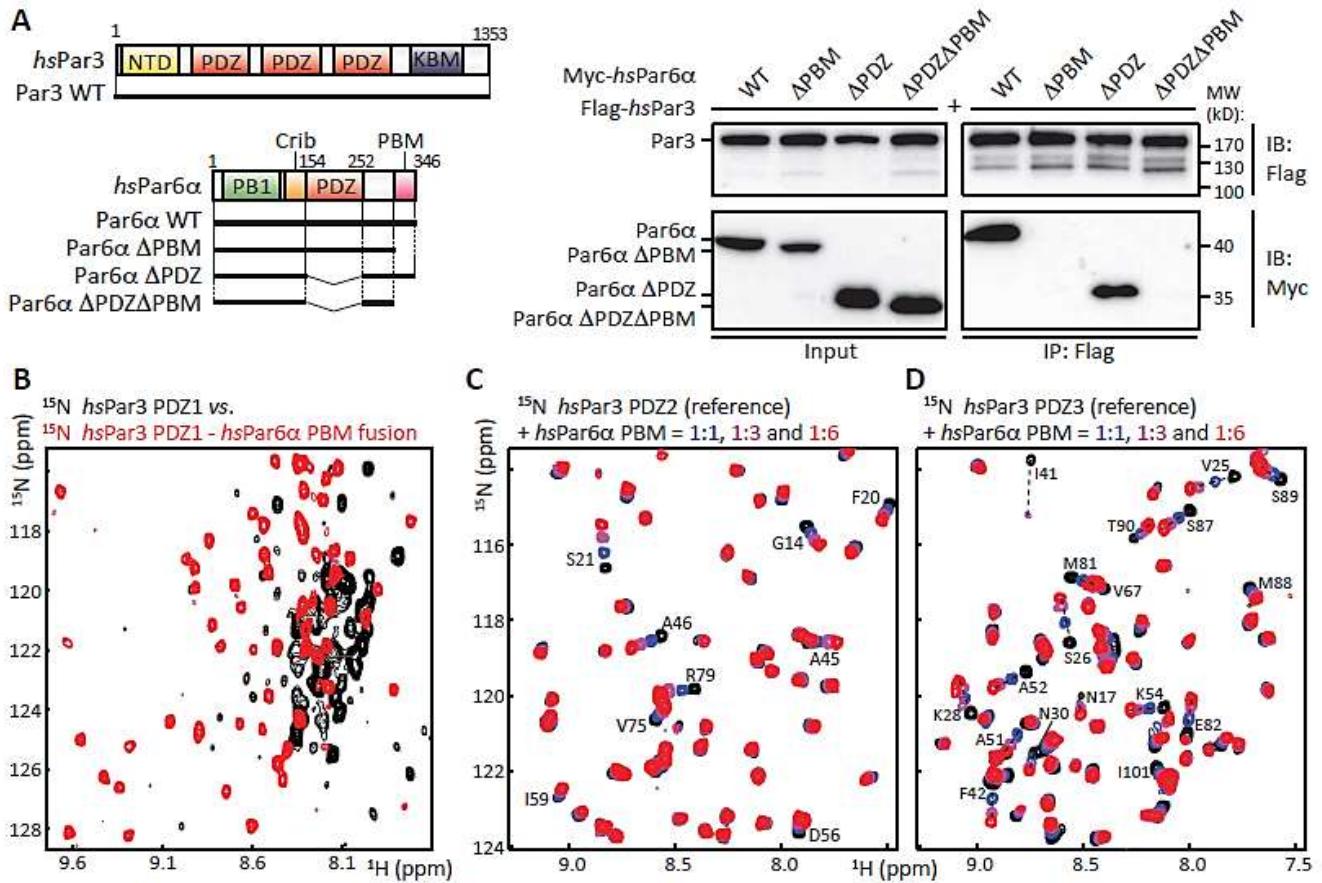 A
1
1353
hsPar3
NTD
PDZ
PDZ
PDZ
KBM
Par3 WT
Crib
PBM
1
154
252
346
hsPar6α
PB1
PDZ
Par6α WT
Par6α ΔPBM
Par6α ΔPDZ
Par6α ΔPDZΔPBM
Myc-hsPar6α
WT
ΔPBM
ΔPDZ
ΔPDZΔPBM
WT
ΔPBM
ΔPDZ
ΔPDZΔPBM
Flag-hsPar3
+
MW
(kD):
Par3
170
130
100
IB:
Flag
Par6α
Par6α ΔPBM
Par6α ΔPDZ
Par6α ΔPDZΔPBM
40
35
IB:
Myc
Input
IP: Flag
B
15N hsPar3 PDZ1 vs.
15N hsPar3 PDZ1 - hsPar6α PBM fusion
15N (ppm)
118
120
122
124
126
128
9.6
9.1
8.6
8.1
1H (ppm)
C
15N hsPar3 PDZ2 (reference)
+ hsPar6α PBM = 1:1, 1:3 and 1:6
15N (ppm)
116
118
120
122
124
F20
G14
S21
A46
A45
R79
V75
I59
D56
9.0
8.5
8.0
1H (ppm)
D
15N hsPar3 PDZ3 (reference)
+ hsPar6α PBM = 1:1, 1:3 and 1:6
I41
V25
S89
T90
S87
M81
V67
M88
S26
A52
K28
N17
K54
A51
N30
E82
F42
I101
9.0
8.5
8.0
7.5